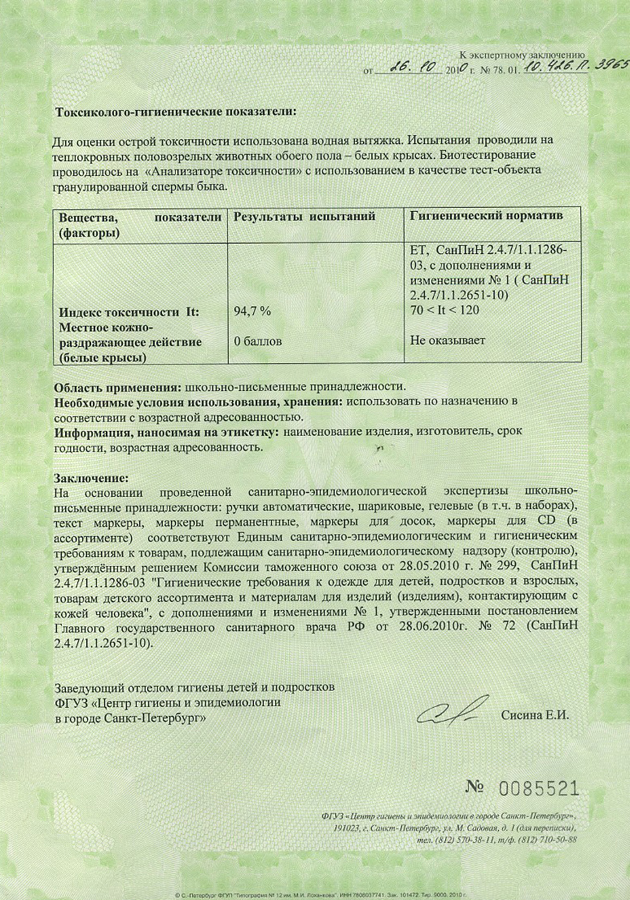 К экспертному заключению
от 26. 10 2010 г. № 78. 01. 10. 426. П. 3965
Токсиколого-гигиенические показатели:
Для оценки острой токсичности использована водная вытяжка. Испытания проводили на
теплокровных половозрелых животных обоего пола – белых крысах. Биотестирование
проводилось на «Анализаторе токсичности» с использованием в качестве тест-объекта
гранулированной спермы быка.
Вещества, показатели
(факторы)
Результаты испытаний
Гигиенический норматив
ЕТ, СанПиН 2.4.7/1.1.1286-
03, с дополнениями и
изменениями № 1 ( СанПиН
2.4.7/1.1.2651-10)
Индекс токсичности It: 94,7 % 70 < It < 120
Местное кожно-
раздражающее действие 0 баллов Не оказывает
(белые крысы)
Область применения: школьно-письменные принадлежности.
Необходимые условия использования, хранения: использовать по назначению в
соответствии с возрастной адресованностью.
Информация, наносимая на этикетку: наименование изделия, изготовитель, срок
годности, возрастная адресованность.
Заключение:
На основании проведенной санитарно-эпидемиологической экспертизы школьно-
письменные принадлежности: ручки автоматические, шариковые, гелевые (в т.ч. в наборах),
текст маркеры, маркеры перманентные, маркеры для досок, маркеры для CD (в
ассортименте) соответствуют Единым санитарно-эпидемиологическим и гигиеническим
требованиям к товарам, подлежащим санитарно-эпидемиологическому надзору (контролю),
утверждённым решением Комиссии таможенного союза от 28.05.2010 г. № 299, СанПиН
2.4.7/1.1.1286-03 "Гигиенические требования к одежде для детей, подростков и взрослых,
товарам детского ассортимента и материалам для изделий (изделиям), контактирующим с
кожей человека", с дополнениями и изменениями № 1, утвержденными постановлением
Главного государственного санитарного врача РФ от 28.06.2010г. № 72 (СанПиН
2.4.7/1.1.2651-10).
Заведующий отделом гигиены детей и подростков
ФГУЗ «Центр гигиены и эпидемиологии
в городе Санкт-Петербург» Сисина Е.И.
№ 0085521
ФГУЗ «Центр гигиены и эпидемиологии в городе Санкт-Петербург»,
191023, г. Санкт-Петербург, ул. М. Садовая, д. 1 (для переписки),
тел. (812) 570-38-11, т/ф. (812) 710-50-88
© С.-Петербург ФГУП "Типография № 12 им. М.И. Лоханкова". ИНН 7806037741. Зак. 101472. Тир. 5000. 2010 г.